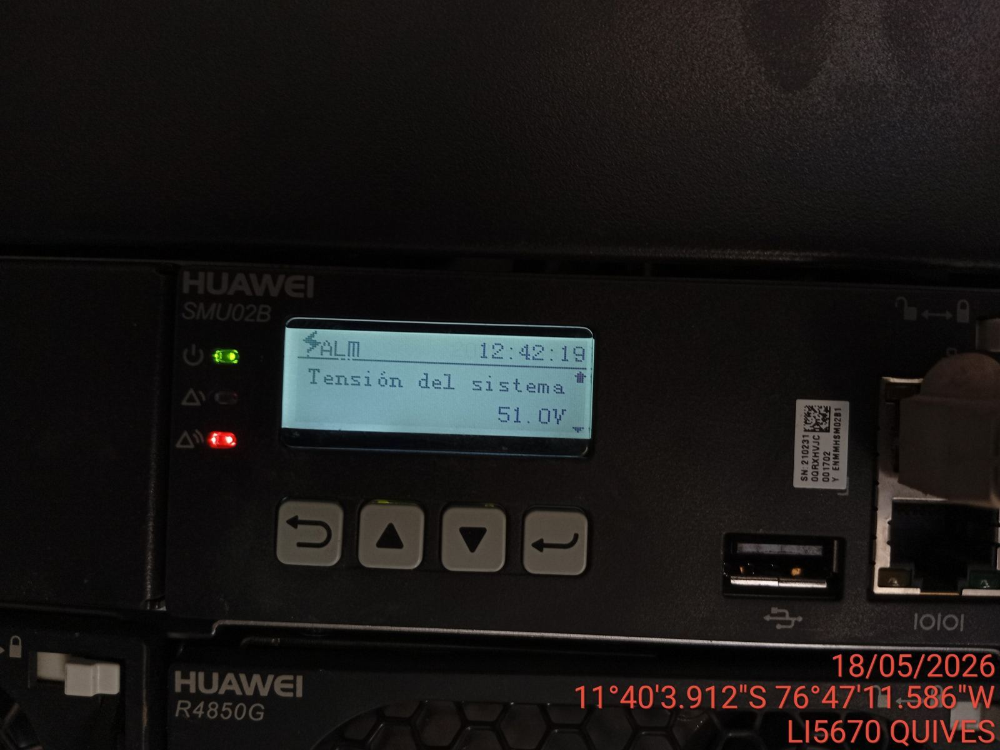 HUAWEI
SMU02B
ALM 12:42:19
Tensión del sistema
51.0V
SN:210231
0QRXHVJC
001702
Y ENMMHSM02B1
|O|O|
HUAWEI
R4850G
18/05/2026
11°40'3.912"S 76°47'11.586"W
LI5670 QUIVES